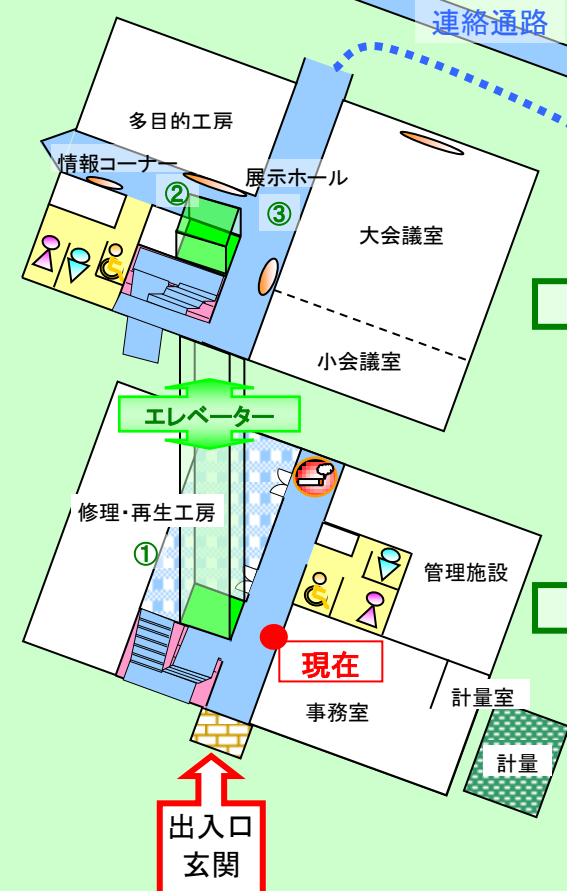 連絡通路
多目的工房
情報コーナー
②
展示ホール
③
大会議室
小会議室
エレベーター
修理・再生工房
①
管理施設
現在
事務室
計量室
計量
出入口
玄関